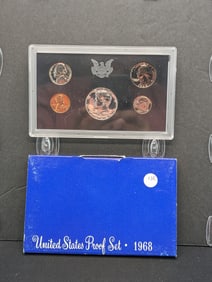 United States Proof Set · 1968